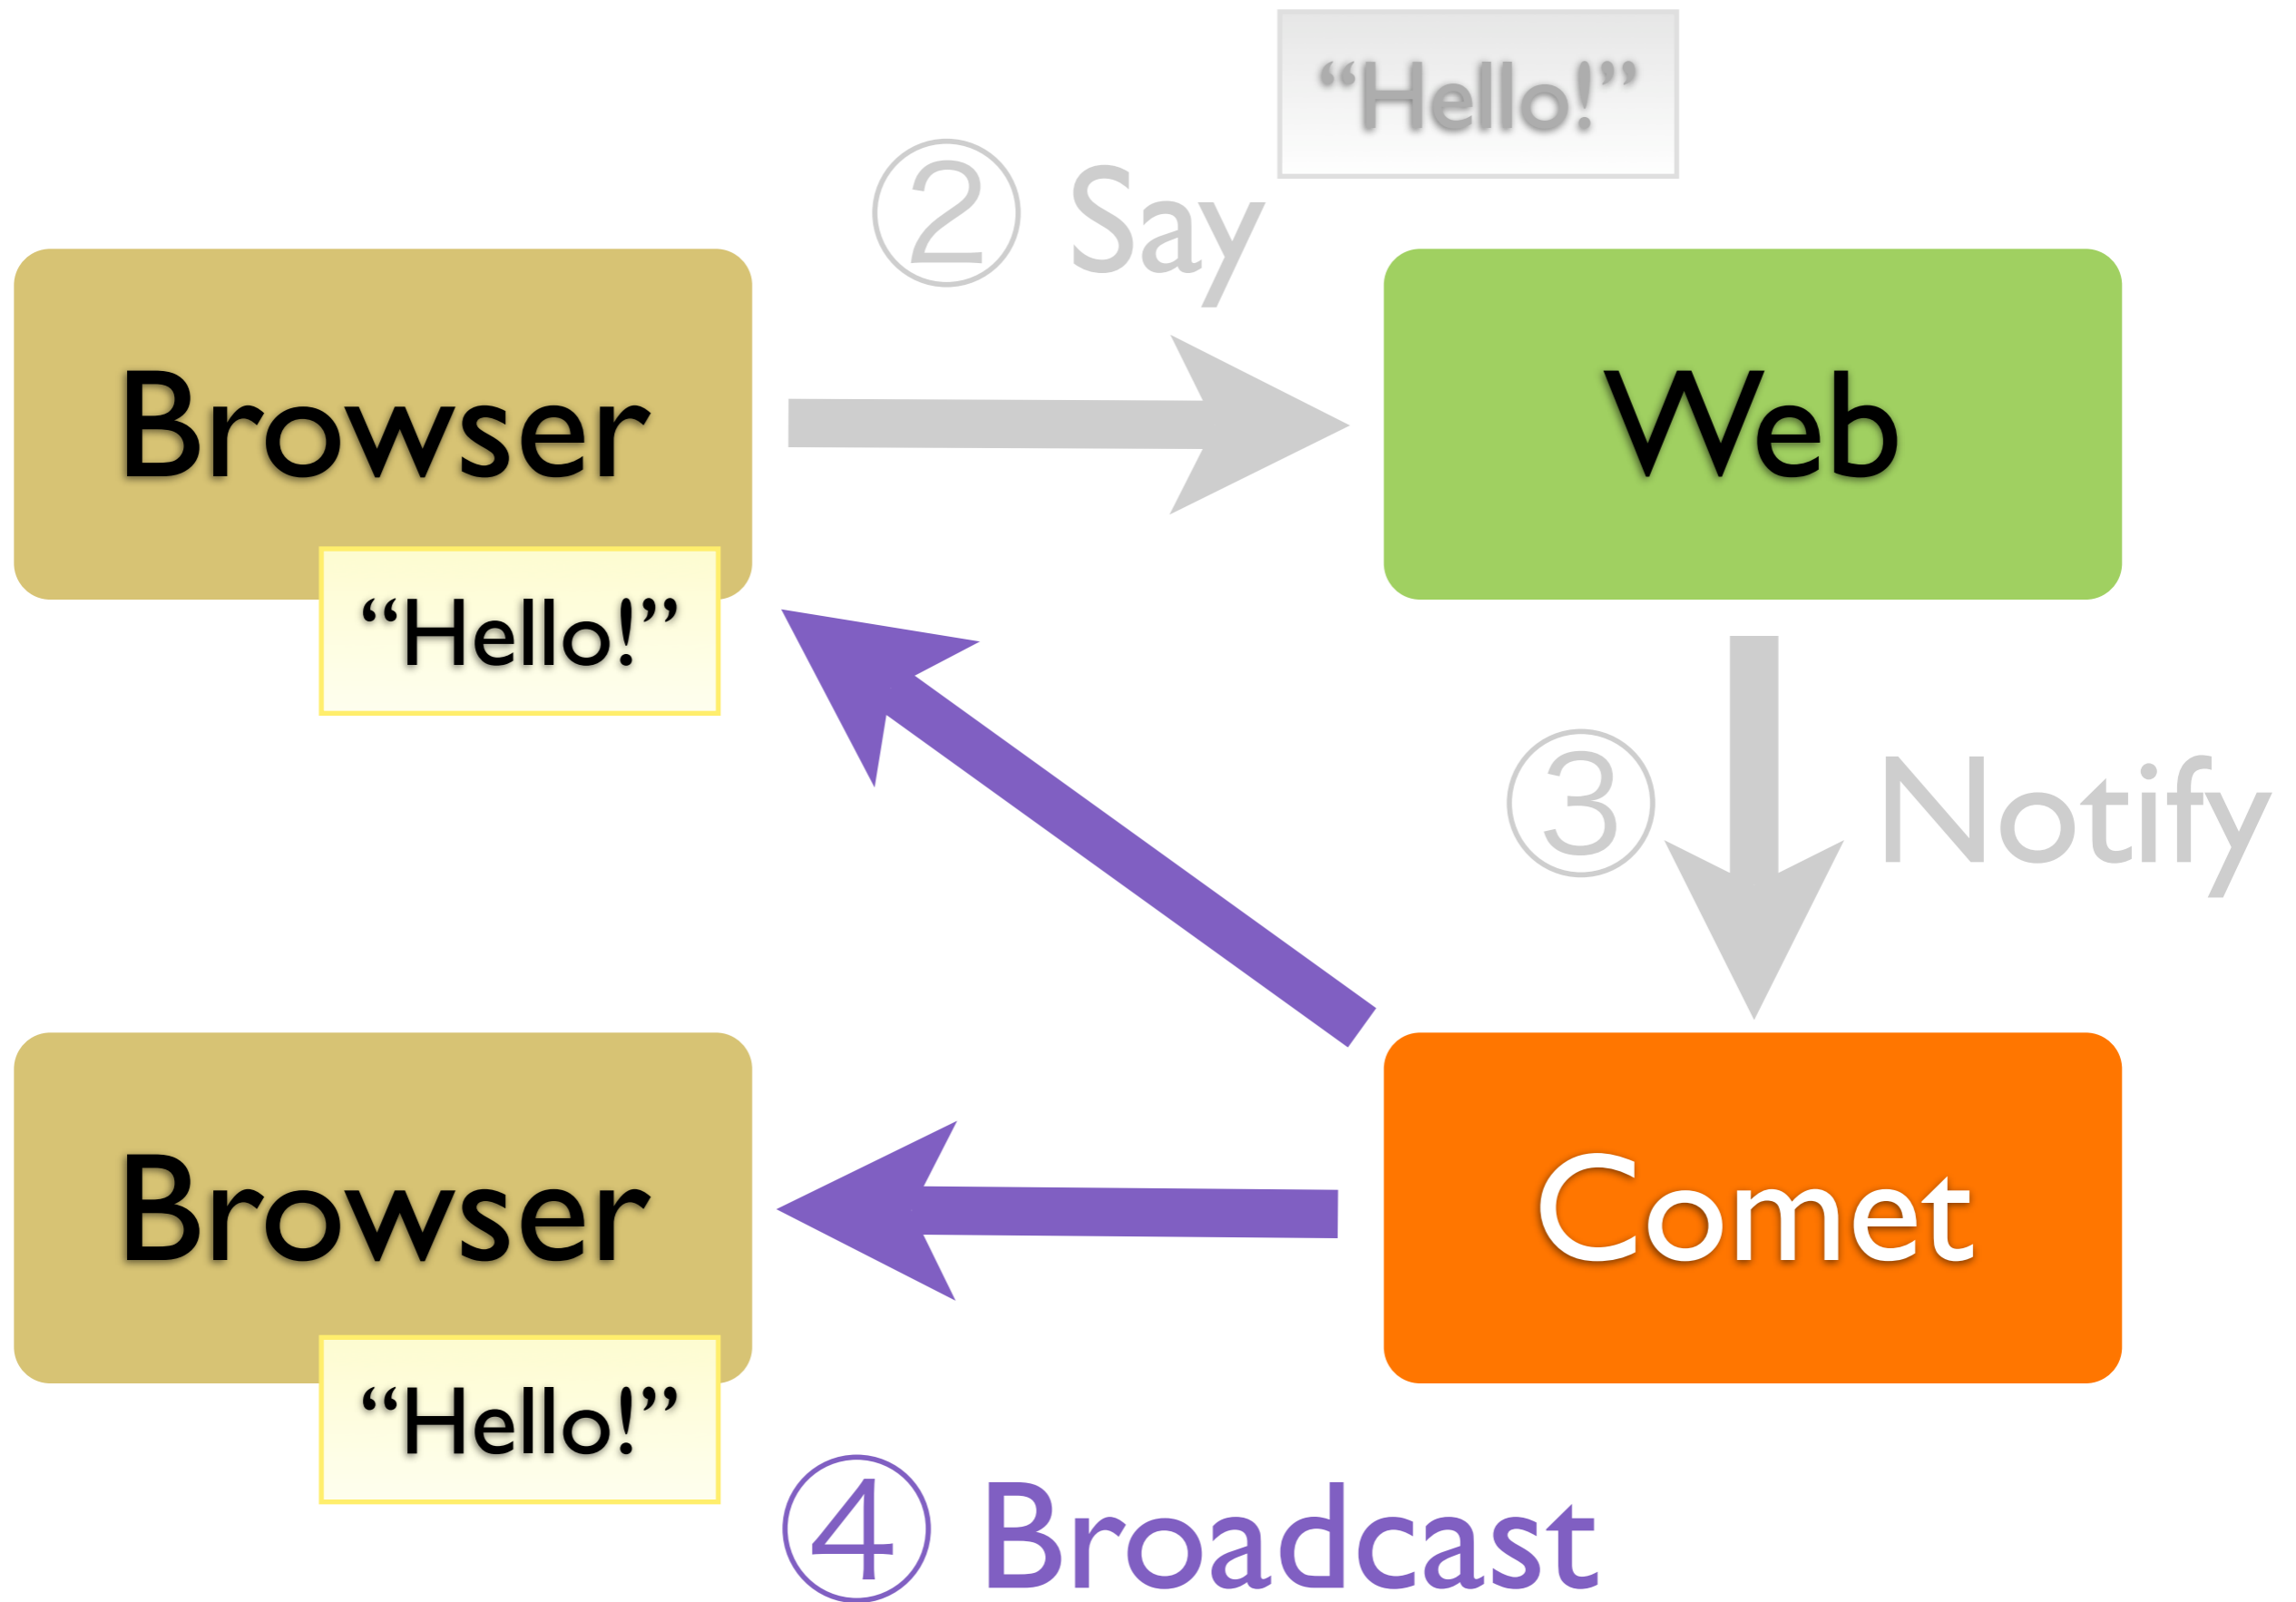 “Hello!”
② Say
Browser
Web
“Hello!”
③ Notify
Browser
Comet
“Hello!”
④ Broadcast